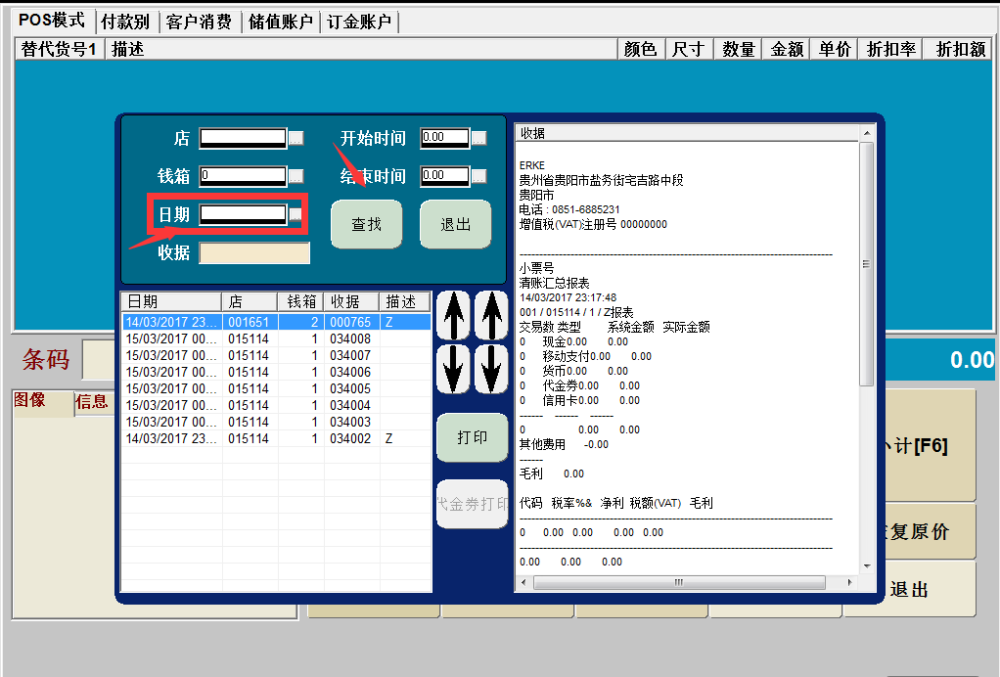 POS模式 付款别 客户消费 储值账户 订金账户
替代货号1 描述 颜色 尺寸 数量 金额 单价 折扣率 折扣额
店 ... 开始时间 0.00 ...
钱箱 0 ... 结束时间 0.00 ...
日期 ... 查找 退出
收据
日期 店 钱箱 收据 描述
14/03/2017 23... 001651 2 000765 Z
15/03/2017 00... 015114 1 034008
15/03/2017 00... 015114 1 034007
15/03/2017 00... 015114 1 034006
15/03/2017 00... 015114 1 034005
15/03/2017 00... 015114 1 034004
15/03/2017 00... 015114 1 034003
14/03/2017 23... 015114 1 034002 Z
打印
代金券打印
收据
ERKE
贵州省贵阳市盐务街宅吉路中段
贵阳市
电话 : 0851-6885231
增值税(VAT)注册号 00000000
小票号
清账汇总报表
14/03/2017 23:17:48
001 / 015114 / 1 / Z报表
交易数 类型 系统金额 实际金额
0 现金0.00 0.00
0 移动支付0.00 0.00
0 货币0.00 0.00
0 代金券0.00 0.00
0 信用卡0.00 0.00
------ ------ ------
0 0.00 0.00
其他费用 -0.00
------
毛利 0.00
代码 税率%& 净利 税额(VAT) 毛利
0 0.00 0.00 0.00 0.00
0.00 0.00 0.00
条码 0.00
图像 信息
计[F6]
复原价
退出